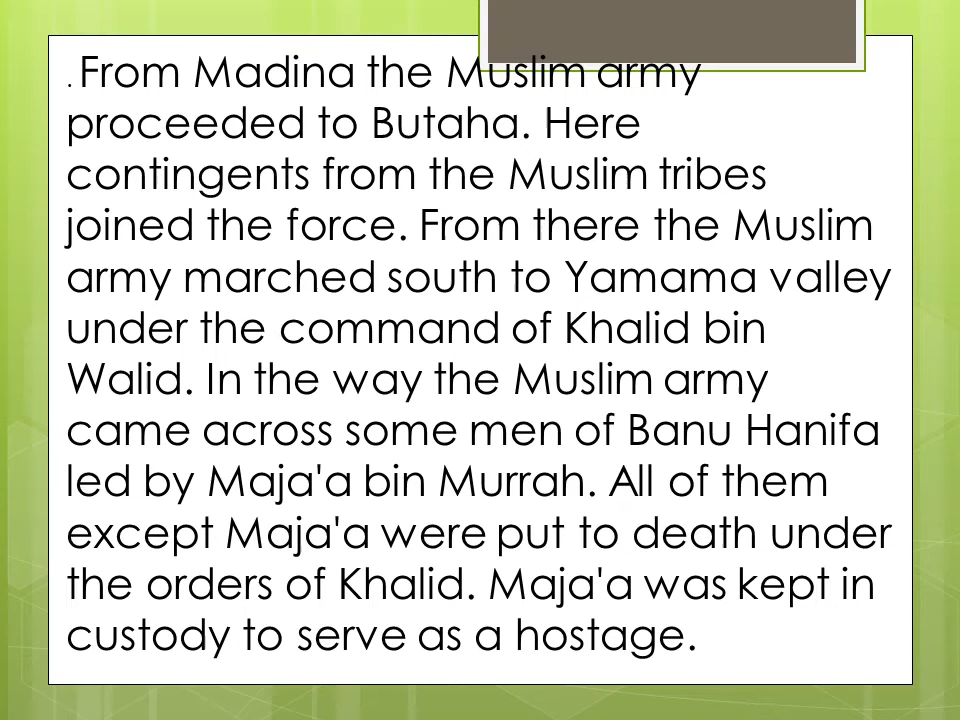 . From Madina the Muslim army
proceeded to Butaha. Here
contingents from the Muslim tribes
joined the force. From there the Muslim
army marched south to Yamama valley
under the command of Khalid bin
Walid. In the way the Muslim army
came across some men of Banu Hanifa
led by Maja'a bin Murrah. All of them
except Maja'a were put to death under
the orders of Khalid. Maja'a was kept in
custody to serve as a hostage.